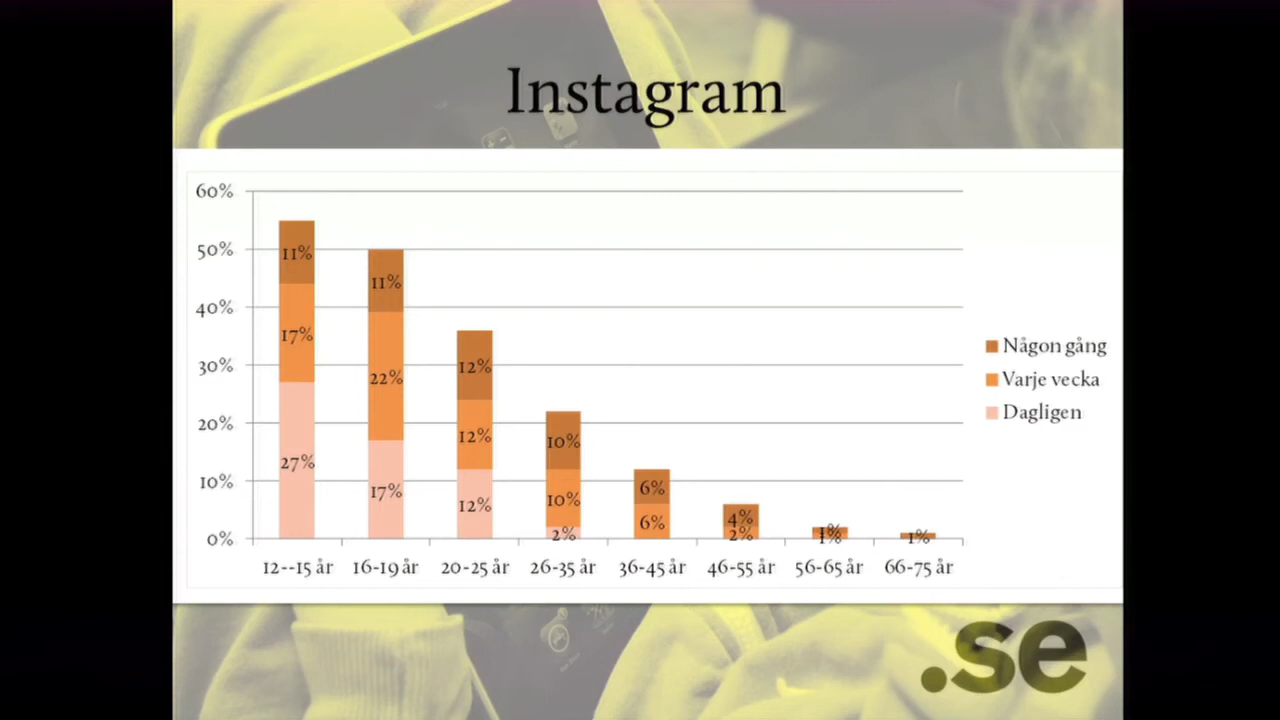 Instagram
60%
50%
40%
30%
20%
10%
0%
11%
17%
27%
11%
22%
17%
12%
12%
12%
10%
10%
2%
6%
6%
4%
2%
1%
1%
1%
12--15 år
16-19 år
20-25 år
26-35 år
36-45 år
46-55 år
56-65 år
66-75 år
Någon gång
Varje vecka
Dagligen
.se